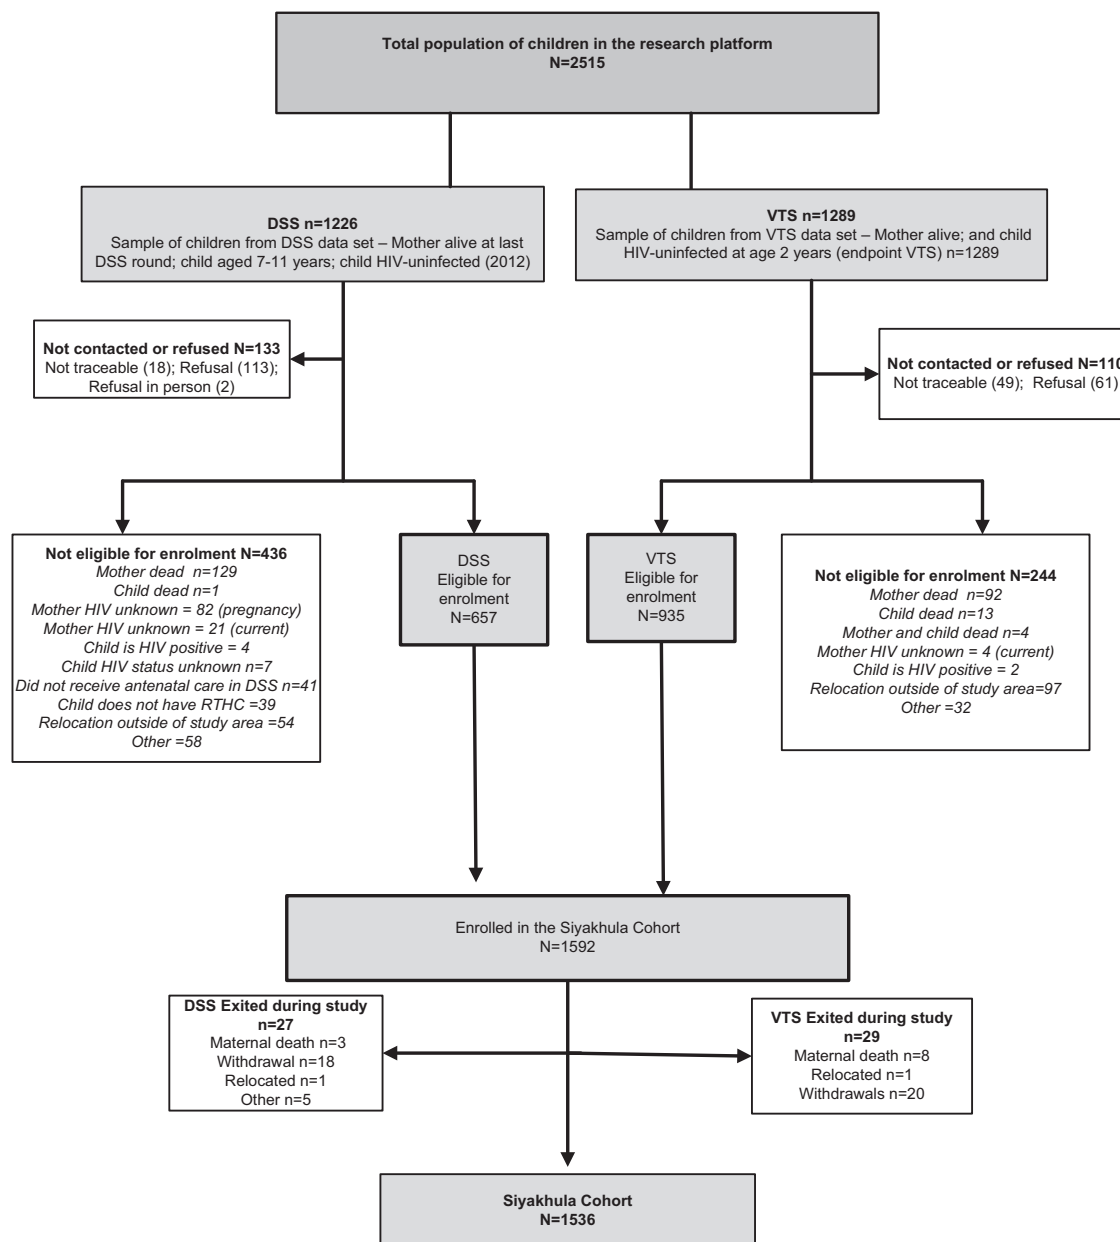 Total population of children in the research platform
N=2515
DSS n=1226
Sample of children from DSS data set – Mother alive at last
DSS round; child aged 7-11 years; child HIV-uninfected (2012)
VTS n=1289
Sample of children from VTS data set – Mother alive; and child
HIV-uninfected at age 2 years (endpoint VTS) n=1289
Not contacted or refused N=133
Not traceable (18); Refusal (113);
Refusal in person (2)
Not contacted or refused N=110
Not traceable (49); Refusal (61)
Not eligible for enrolment N=436
Mother dead n=129
Child dead n=1
Mother HIV unknown = 82 (pregnancy)
Mother HIV unknown = 21 (current)
Child is HIV positive = 4
Child HIV status unknown n=7
Did not receive antenatal care in DSS n=41
Child does not have RTHC =39
Relocation outside of study area =54
Other =58
DSS
Eligible for
enrolment
N=657
VTS
Eligible for
enrolment
N=935
Not eligible for enrolment N=244
Mother dead n=92
Child dead n=13
Mother and child dead n=4
Mother HIV unknown = 4 (current)
Child is HIV positive = 2
Relocation outside of study area=97
Other =32
Enrolled in the Siyakhula Cohort
N=1592
DSS Exited during study
n=27
Maternal death n=3
Withdrawal n=18
Relocated n=1
Other n=5
VTS Exited during study
n=29
Maternal death n=8
Relocated n=1
Withdrawals n=20
Siyakhula Cohort
N=1536